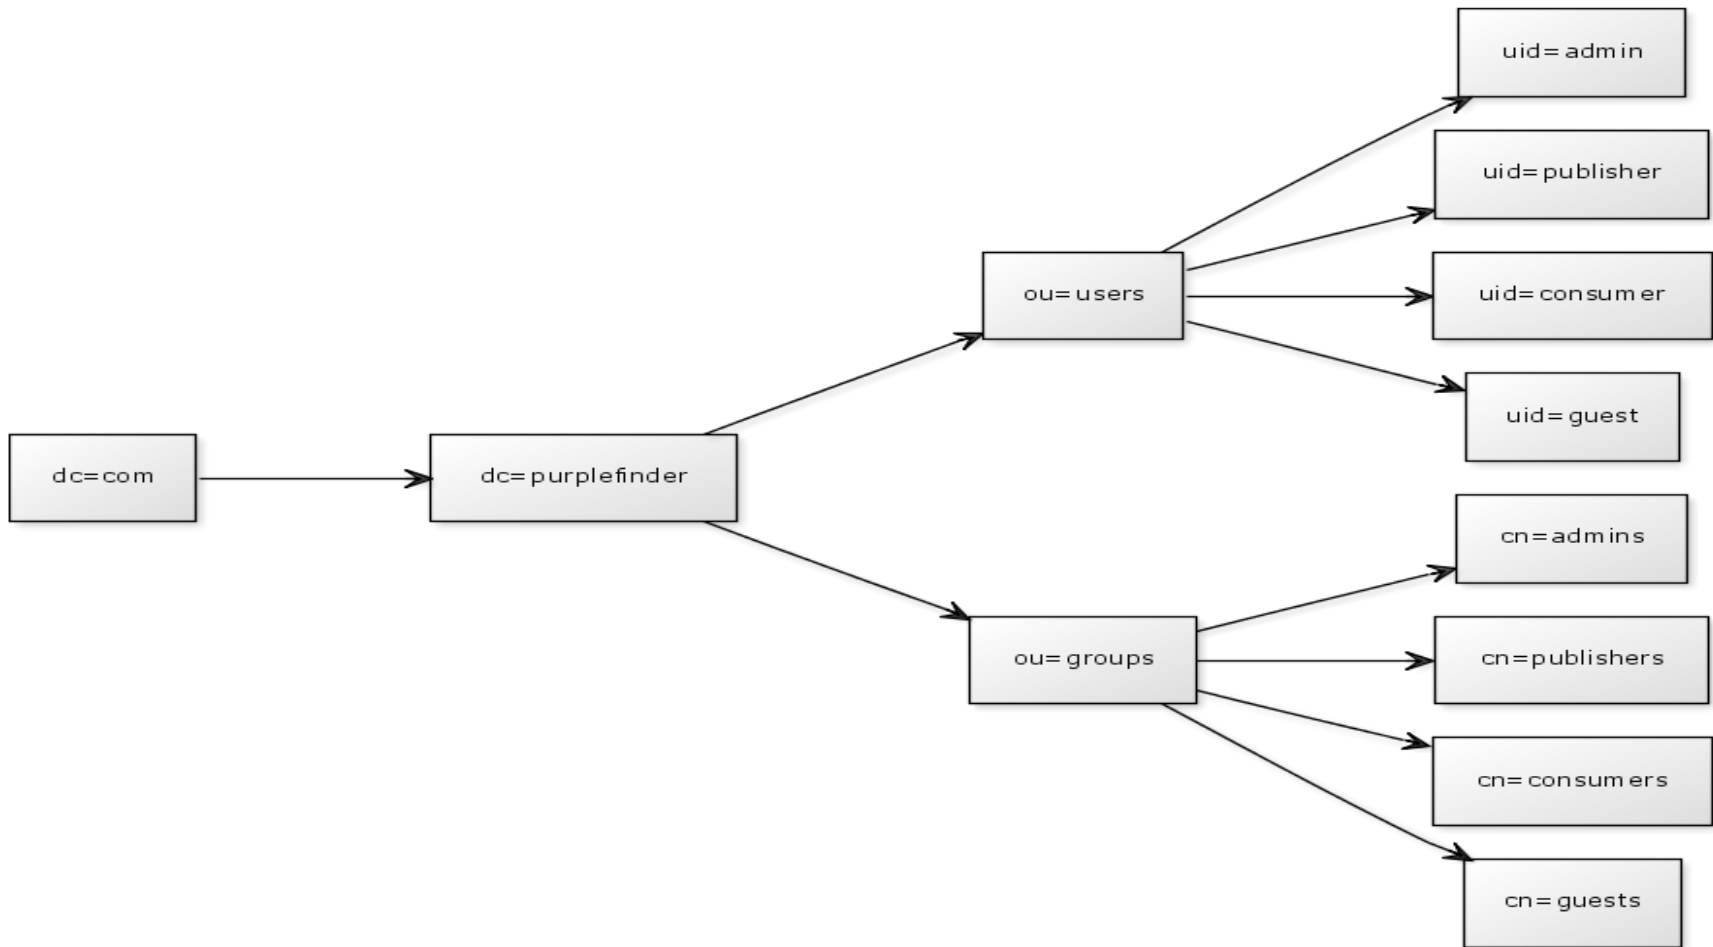 uid=admin
uid=publisher
ou=users
uid=consumer
uid=guest
dc=com
dc=purplefinder
cn=admins
ou=groups
cn=publishers
cn=consumers
cn=guests